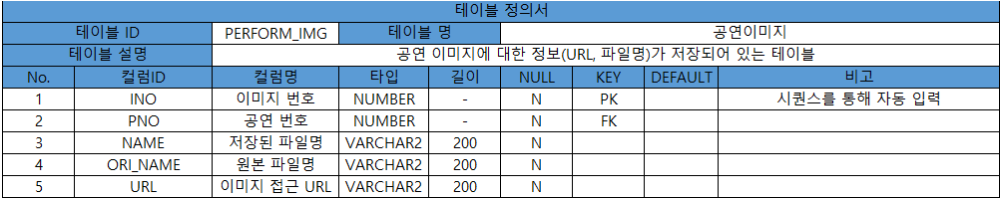 테이블 정의서
테이블 ID PERFORM_IMG 테이블 명 공연이미지
테이블 설명 공연 이미지에 대한 정보(URL, 파일명)가 저장되어 있는 테이블
No. 컬럼ID 컬럼명 타입 길이 NULL KEY DEFAULT 비고
1 INO 이미지 번호 NUMBER - N PK 시퀀스를 통해 자동 입력
2 PNO 공연 번호 NUMBER - N FK
3 NAME 저장된 파일명 VARCHAR2 200 N
4 ORI_NAME 원본 파일명 VARCHAR2 200 N
5 URL 이미지 접근 URL VARCHAR2 200 N